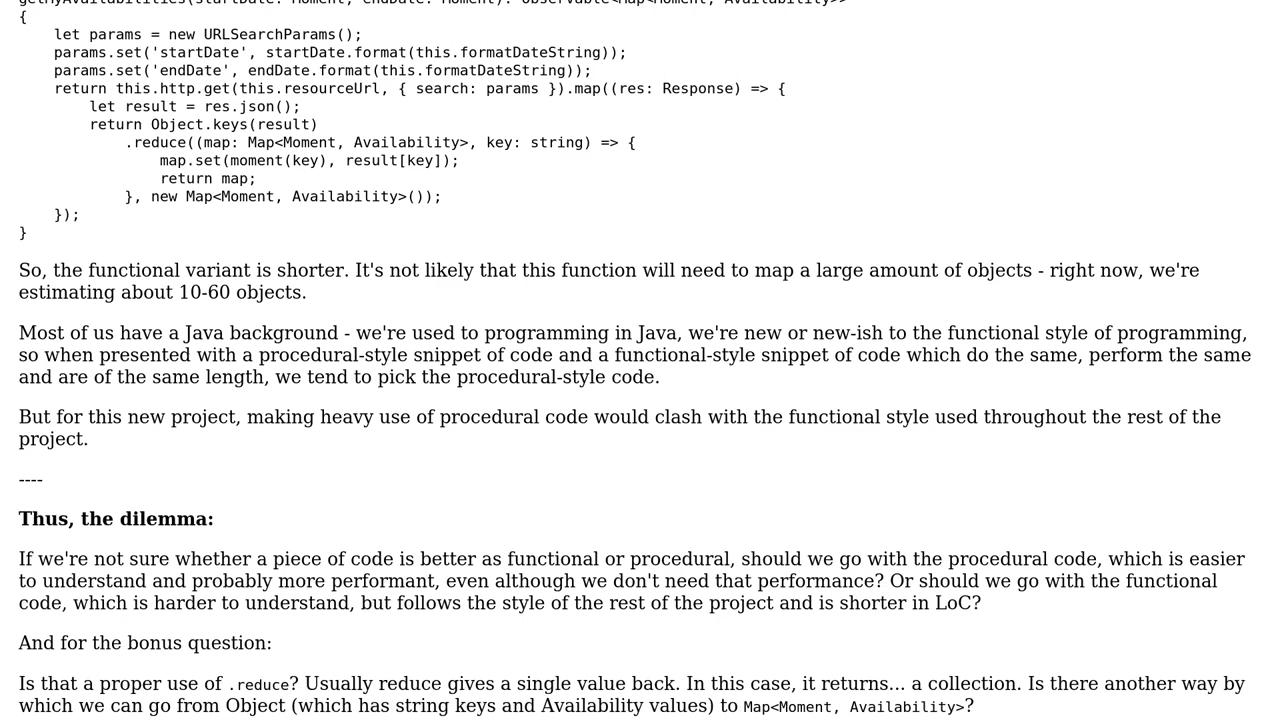 getMyAvailabilities(startDate: Moment, endDate: Moment): Observable<Map<Moment, Availability>>
{
    let params = new URLSearchParams();
    params.set('startDate', startDate.format(this.formatDateString));
    params.set('endDate', endDate.format(this.formatDateString));
    return this.http.get(this.resourceUrl, { search: params }).map((res: Response) => {
        let result = res.json();
        return Object.keys(result)
            .reduce((map: Map<Moment, Availability>, key: string) => {
                map.set(moment(key), result[key]);
                return map;
            }, new Map<Moment, Availability>());
    });
}
So, the functional variant is shorter. It's not likely that this function will need to map a large amount of objects - right now, we're
estimating about 10-60 objects.
Most of us have a Java background - we're used to programming in Java, we're new or new-ish to the functional style of programming,
so when presented with a procedural-style snippet of code and a functional-style snippet of code which do the same, perform the same
and are of the same length, we tend to pick the procedural-style code.
But for this new project, making heavy use of procedural code would clash with the functional style used throughout the rest of the
project.
----
Thus, the dilemma:
If we're not sure whether a piece of code is better as functional or procedural, should we go with the procedural code, which is easier
to understand and probably more performant, even although we don't need that performance? Or should we go with the functional
code, which is harder to understand, but follows the style of the rest of the project and is shorter in LoC?
And for the bonus question:
Is that a proper use of .reduce? Usually reduce gives a single value back. In this case, it returns... a collection. Is there another way by
which we can go from Object (which has string keys and Availability values) to Map<Moment, Availability>?